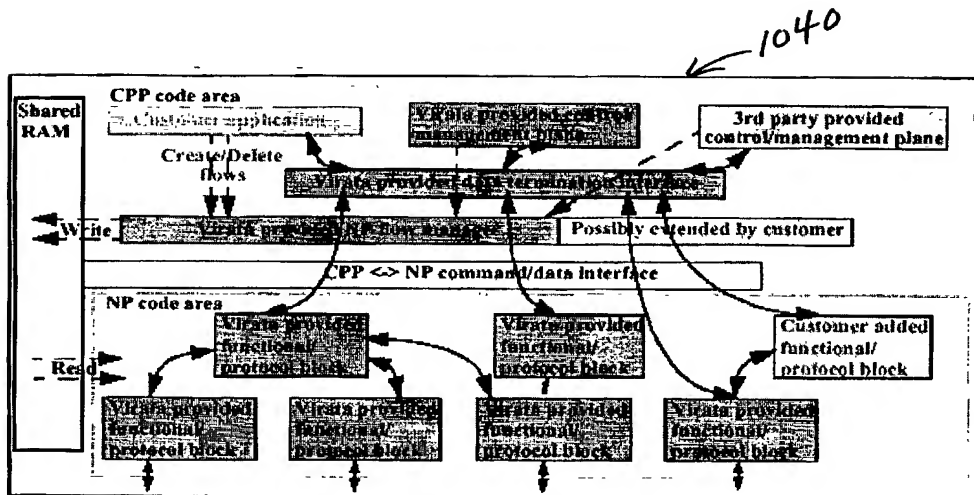 1040
Shared
RAM
CPP code area
Customer application
Virata provided control/
management plane
3rd party provided
control/management plane
Create/Delete
flows
Virata provided data termination interface
Write
Virata provided NP flow manager
Possibly extended by customer
CPP <-> NP command/data interface
NP code area
Virata provided
functional/
protocol block
Virata provided
functional/
protocol block
Customer added
functional/
protocol block
Read
Virata provided
functional/
protocol block
Virata provided
functional/
protocol block
Virata provided
functional/
protocol block
Virata provided
functional/
protocol block